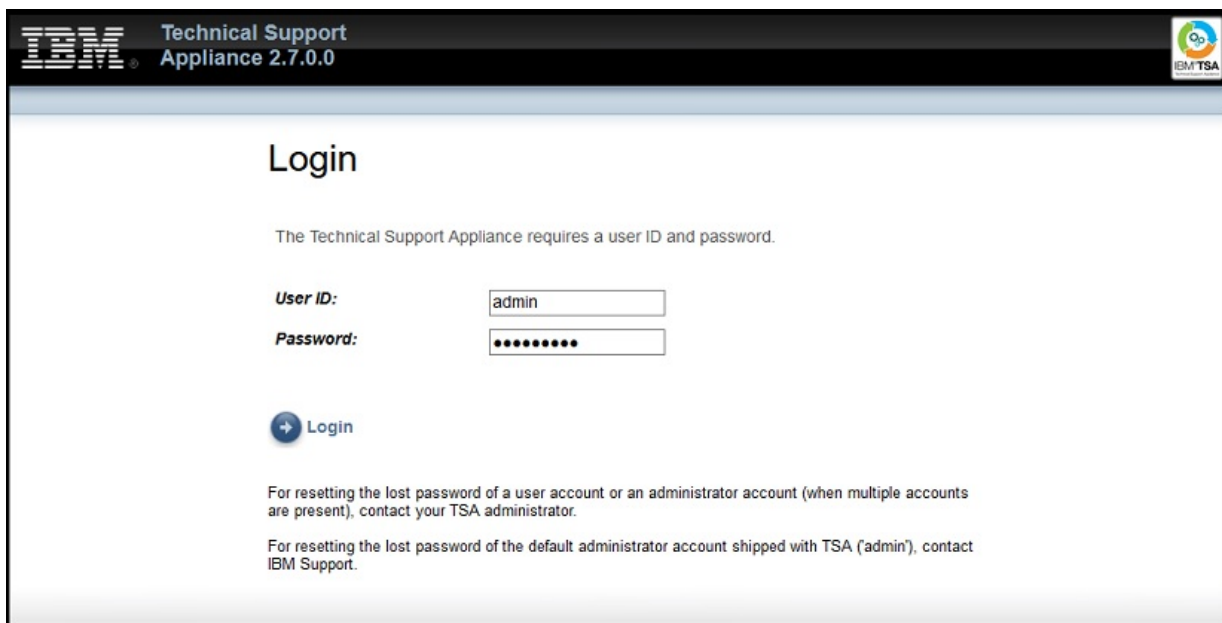 IBM®
Technical Support
Appliance 2.7.0.0
IBM TSA
Login
The Technical Support Appliance requires a user ID and password.
User ID:
admin
Password:
•••••••••
Login
For resetting the lost password of a user account or an administrator account (when multiple accounts
are present), contact your TSA administrator.
For resetting the lost password of the default administrator account shipped with TSA ('admin'), contact
IBM Support.